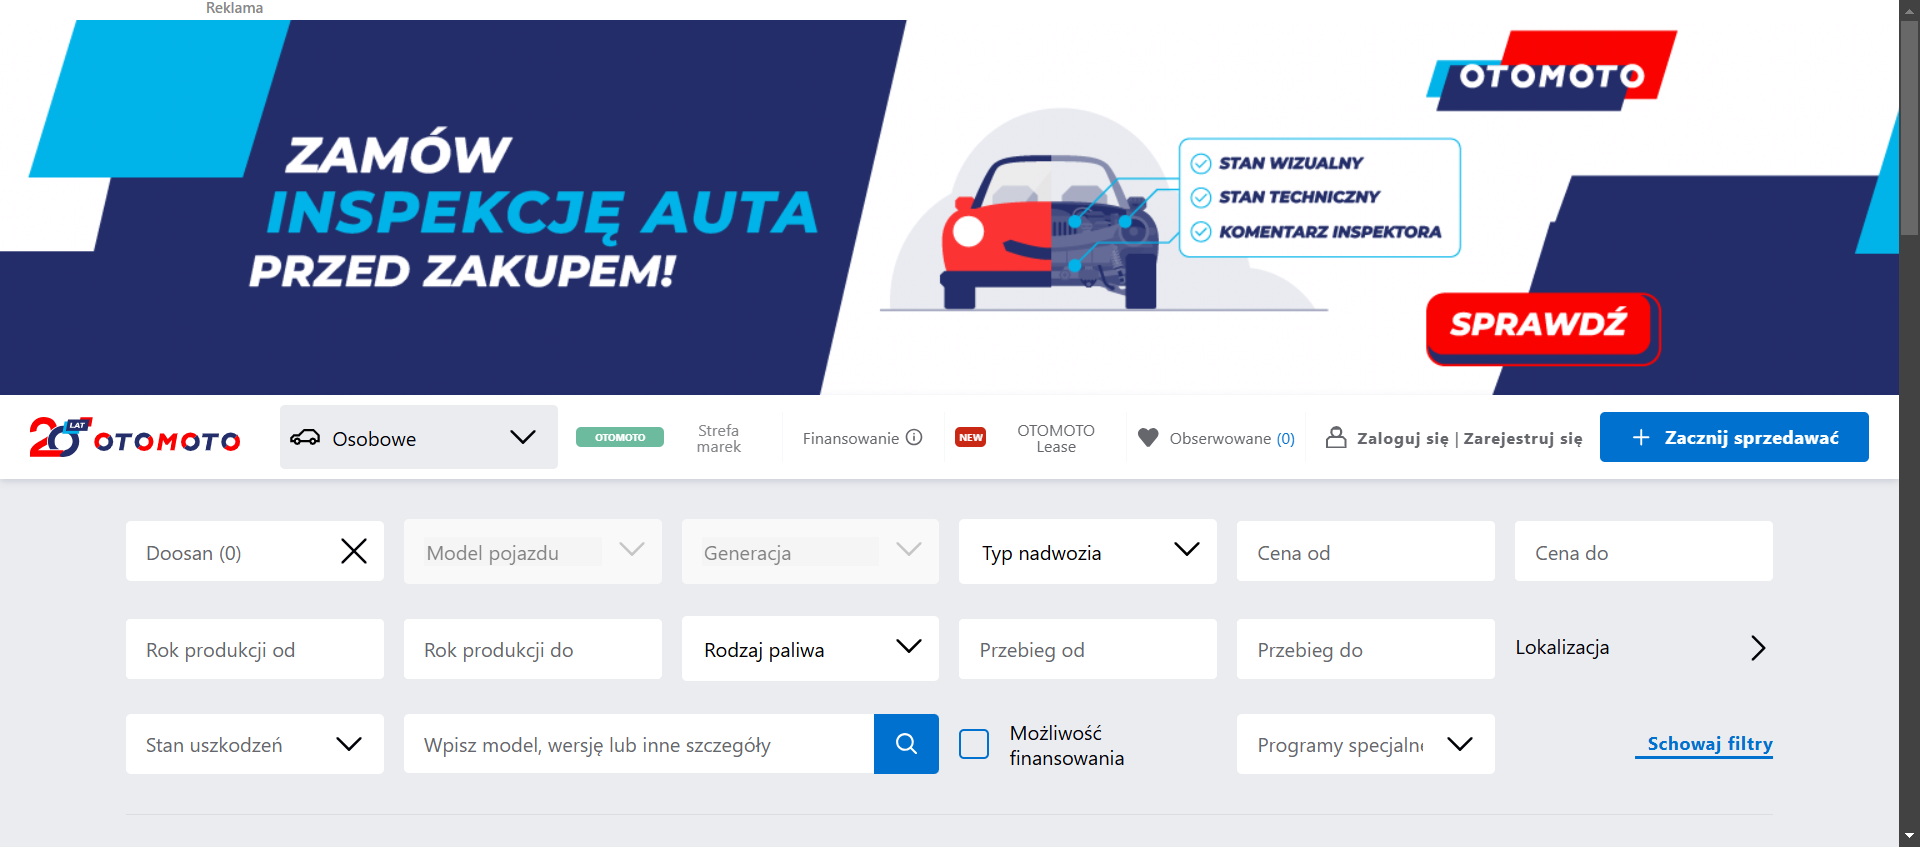 Reklama
ZAMÓW
INSPEKCJĘ AUTA
PRZED ZAKUPEM!
OTOMOTO
STAN WIZUALNY
STAN TECHNICZNY
KOMENTARZ INSPEKTORA
SPRAWDŹ
20 LAT OTOMOTO
Osobowe
OTOMOTO
Strefa
marek
Finansowanie
NEW
OTOMOTO
Lease
Obserwowane (0)
Zaloguj się | Zarejestruj się
Zacznij sprzedawać
Doosan (0)
Model pojazdu
Generacja
Typ nadwozia
Cena od
Cena do
Rok produkcji od
Rok produkcji do
Rodzaj paliwa
Przebieg od
Przebieg do
Lokalizacja
Stan uszkodzeń
Wpisz model, wersję lub inne szczegóły
Możliwość
finansowania
Programy specjaln
Schowaj filtry